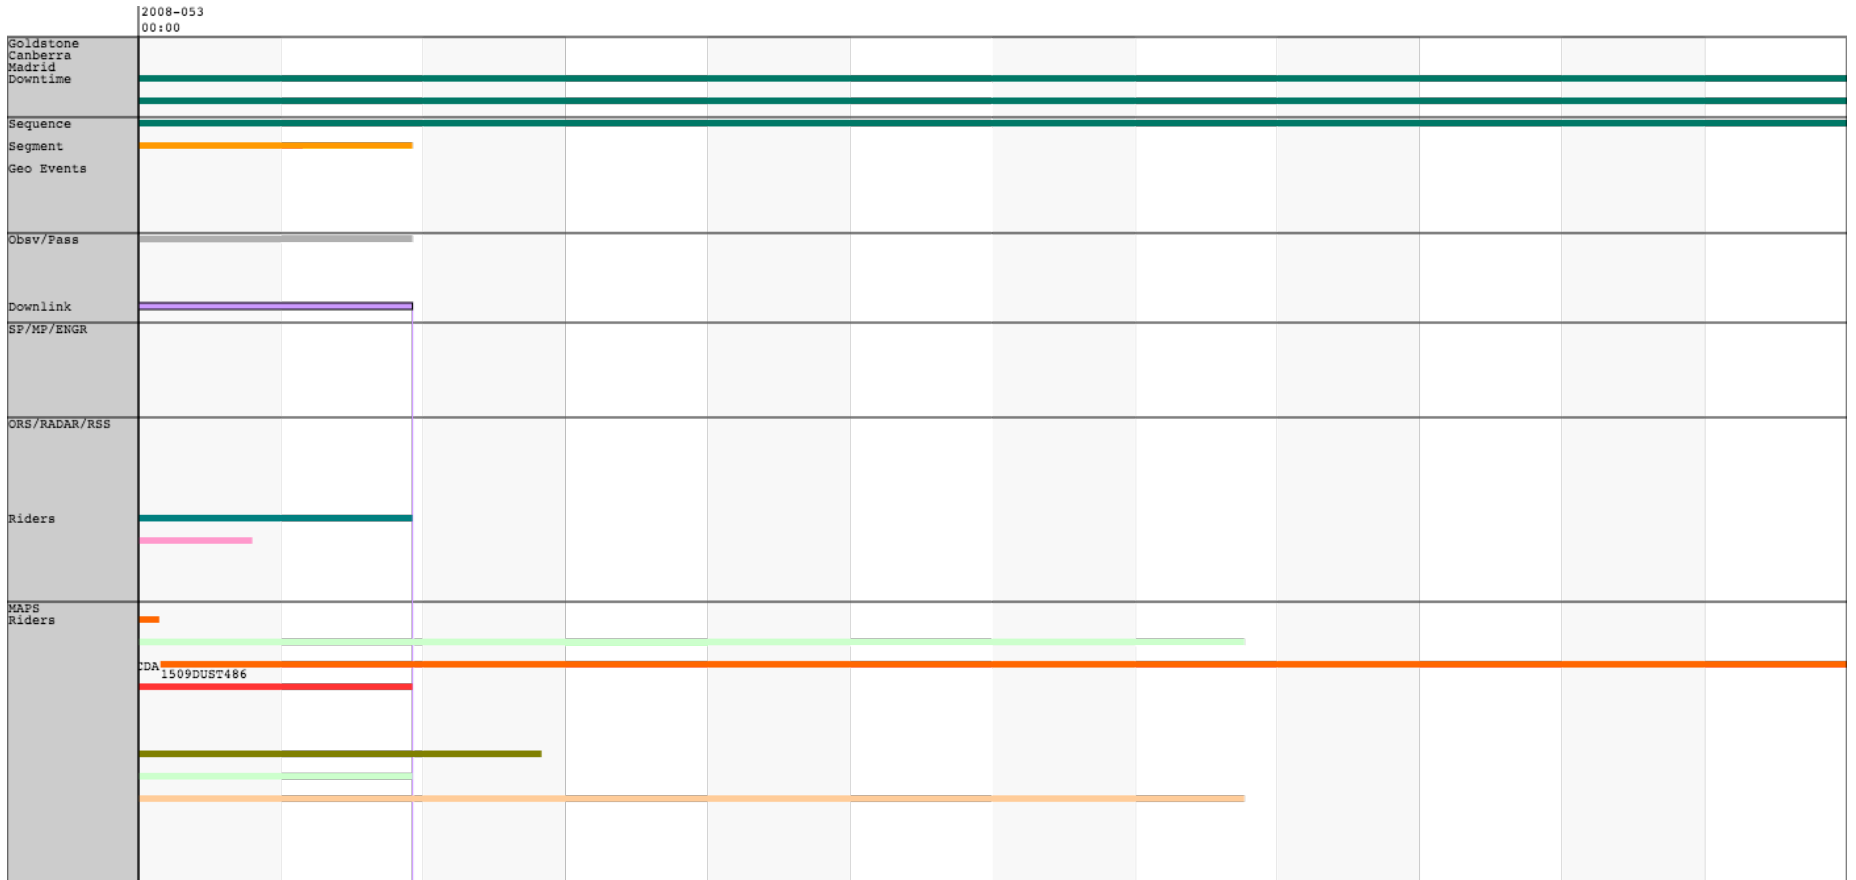 2008-053
00:00
Goldstone
Canberra
Madrid
Downtime
Sequence
Segment
Geo Events
Obsv/Pass
Downlink
SP/MP/ENGR
ORS/RADAR/RSS
Riders
MAPS
Riders
CDA
1509DUST486